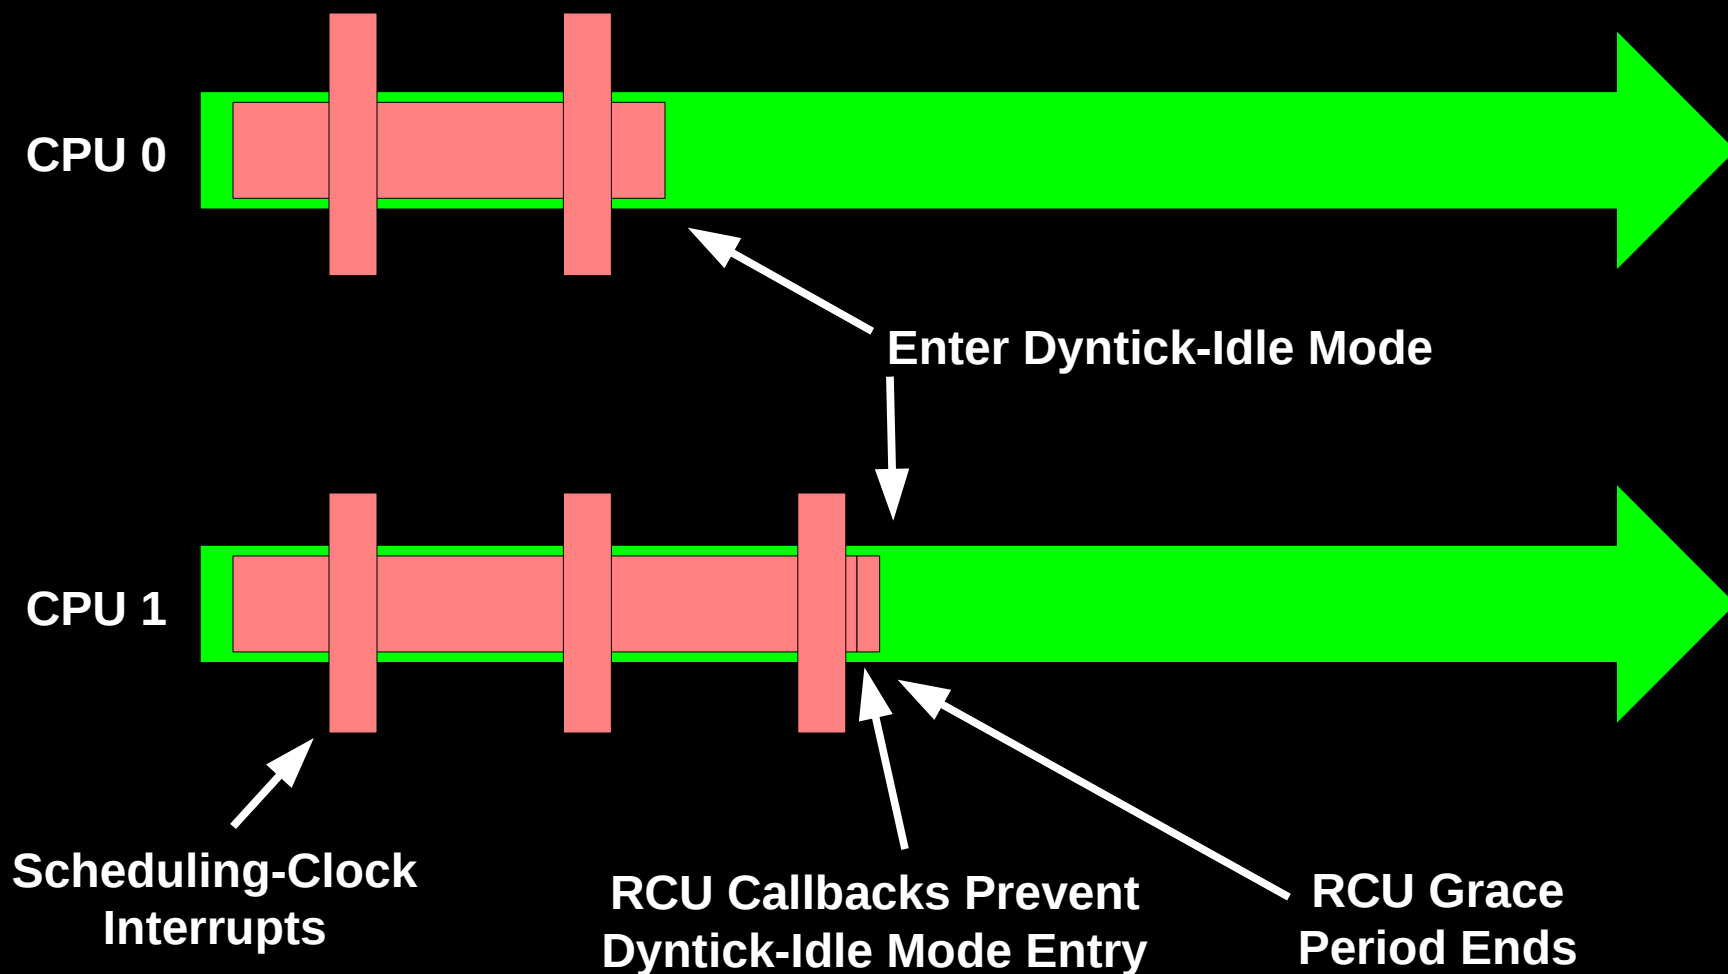 CPU 0
Enter Dyntick-Idle Mode
CPU 1
Scheduling-Clock
Interrupts
RCU Callbacks Prevent
Dyntick-Idle Mode Entry
RCU Grace
Period Ends